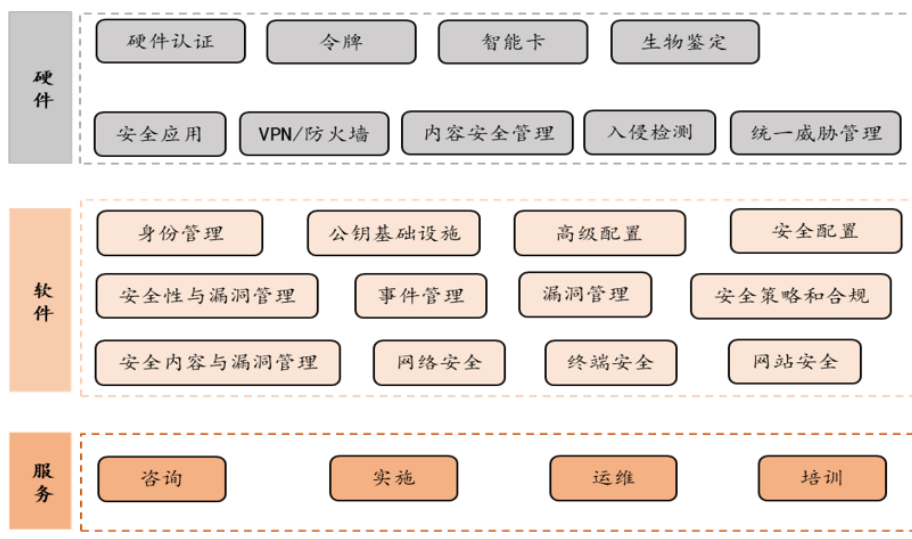 硬件
硬件认证 令牌 智能卡 生物鉴定
安全应用 VPN/防火墙 内容安全管理 入侵检测 统一威胁管理
软件
身份管理 公钥基础设施 高级配置 安全配置
安全性与漏洞管理 事件管理 漏洞管理 安全策略和合规
安全内容与漏洞管理 网络安全 终端安全 网站安全
服务
咨询 实施 运维 培训